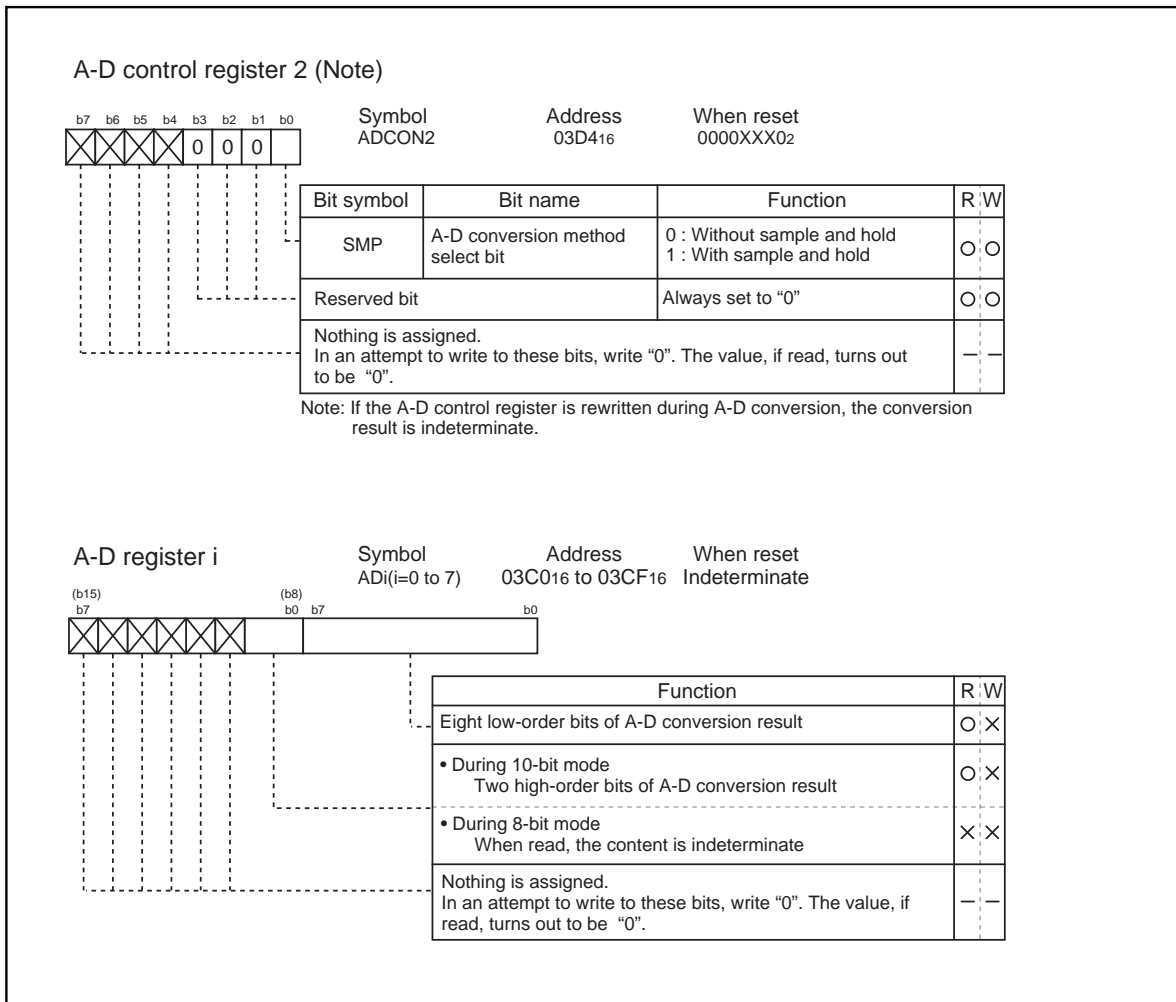 A-D control register 2 (Note)
b7 b6 b5 b4 b3 b2 b1 b0
0 0 0
Symbol Address When reset
ADCON2 03D416 0000XXX02
Bit symbol Bit name Function R W
SMP
A-D conversion method
select bit
0 : Without sample and hold
1 : With sample and hold
Reserved bit Always set to “0”
Nothing is assigned.
In an attempt to write to these bits, write “0”. The value, if read, turns out
to be “0”.
Note: If the A-D control register is rewritten during A-D conversion, the conversion
result is indeterminate.
A-D register i
Symbol Address When reset
ADi(i=0 to 7) 03C016 to 03CF16 Indeterminate
(b15) (b8)
b7 b0 b7 b0
Function R W
Eight low-order bits of A-D conversion result
• During 10-bit mode
Two high-order bits of A-D conversion result
• During 8-bit mode
When read, the content is indeterminate
Nothing is assigned.
In an attempt to write to these bits, write “0”. The value, if
read, turns out to be “0”.